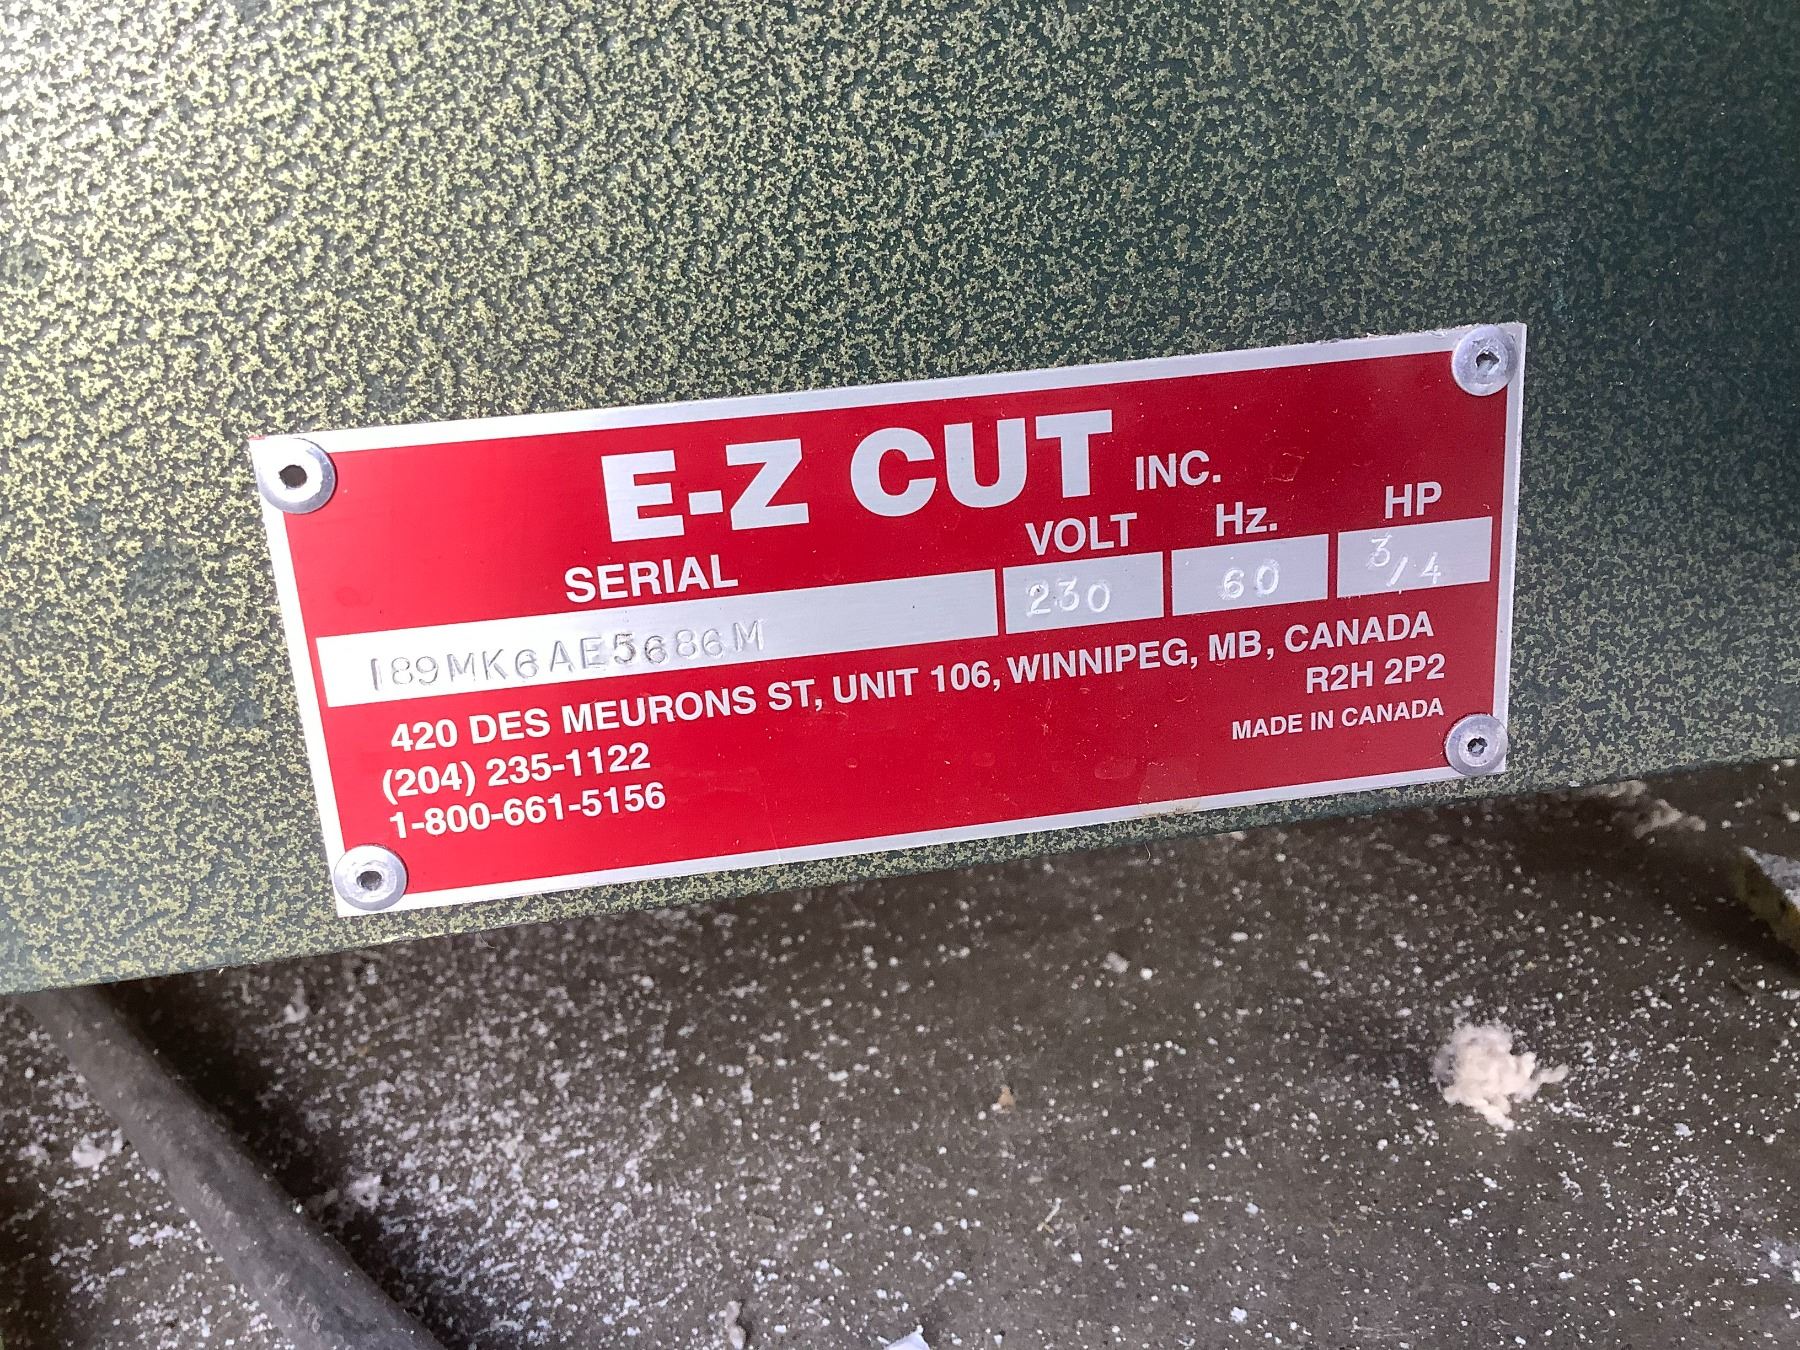 E-Z CUT INC.
SERIAL VOLT Hz. HP
189MK6AE5686M 230 60 3/4
420 DES MEURONS ST, UNIT 106, WINNIPEG, MB, CANADA
(204) 235-1122 R2H 2P2
1-800-661-5156 MADE IN CANADA